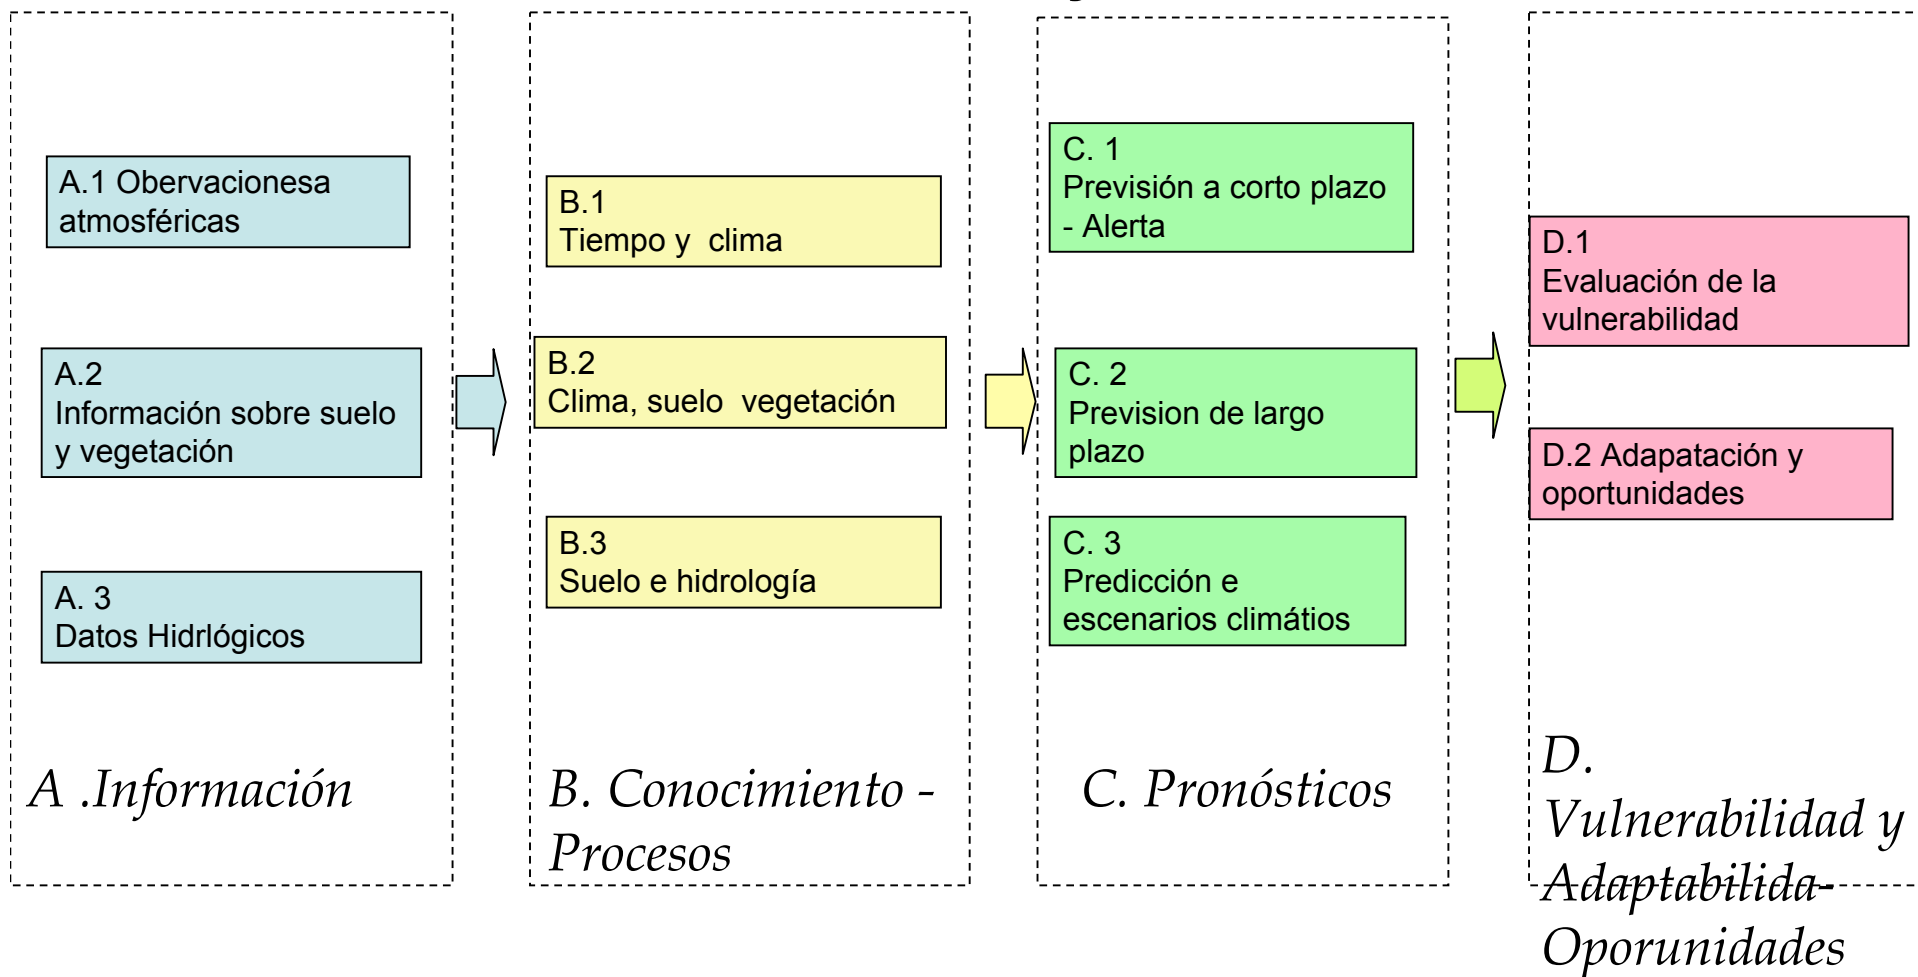 A.1 Obervacionesa
atmosféricas
A.2
Información sobre suelo
y vegetación
A. 3
Datos Hidrlógicos
A .Información
B.1
Tiempo y  clima
B.2
Clima, suelo  vegetación
B.3
Suelo e hidrología
B. Conocimiento -
Procesos
C. 1
Previsión a corto plazo
- Alerta
C. 2
Prevision de largo
plazo
C. 3
Predicción e
escenarios climátios
C. Pronósticos
D.1
Evaluación de la
vulnerabilidad
D.2 Adapatación y
oportunidades
D.
Vulnerabilidad y
Adaptabilida-
Oporunidades